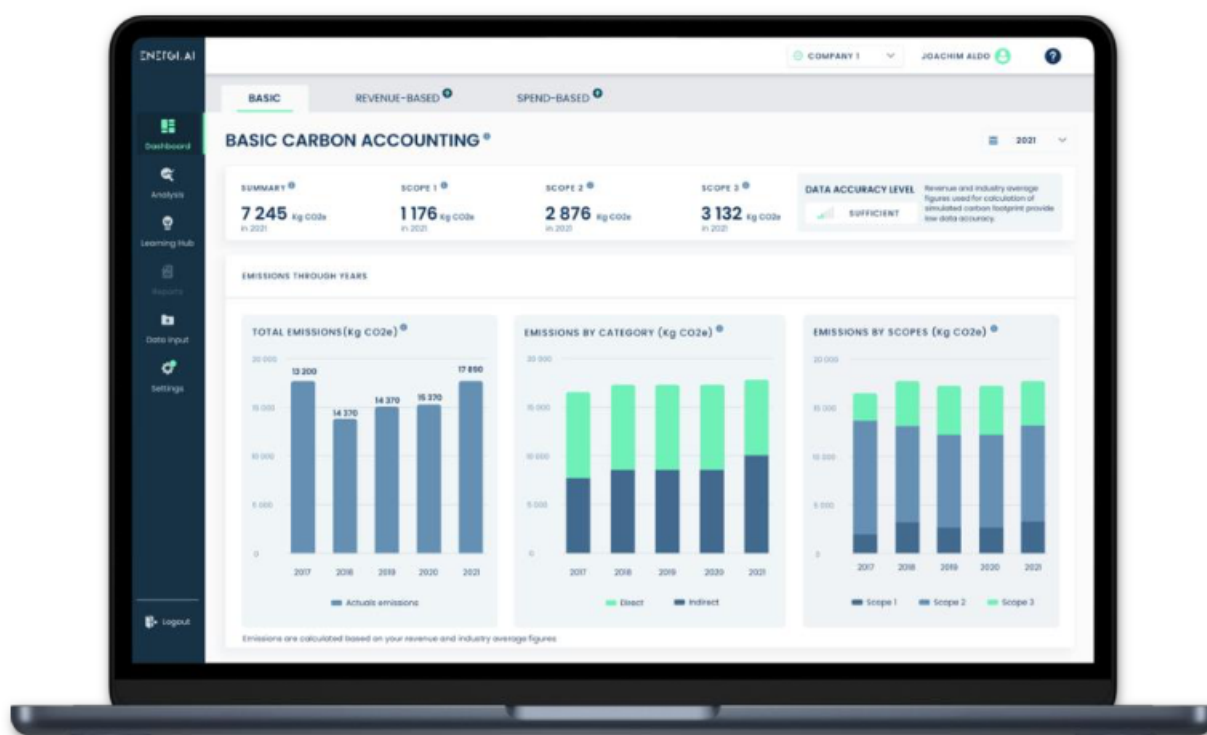 ENERGI.AI
COMPANY 1
JOACHIM ALDO
?
BASIC
REVENUE-BASED
SPEND-BASED
Dashboard
Analysis
Learning Hub
Reports
Data Input
Settings
Logout
BASIC CARBON ACCOUNTING
2021
SUMMARY
7 245 Kg CO2e
in 2021
SCOPE 1
1 176 Kg CO2e
in 2021
SCOPE 2
2 876 Kg CO2e
in 2021
SCOPE 3
3 132 Kg CO2e
in 2021
DATA ACCURACY LEVEL
SUFFICIENT
Revenue and industry average
figures used for calculation of
simulated carbon footprint provide
low data accuracy.
EMISSIONS THROUGH YEARS
TOTAL EMISSIONS(Kg CO2e)
20 000
15 000
10 000
5 000
0
13 200
14 370
14 370
15 370
17 890
2017 2018 2019 2020 2021
Actuals emissions
EMISSIONS BY CATEGORY (Kg CO2e)
20 000
15 000
10 000
5 000
0
2017 2018 2019 2020 2021
Direct Indirect
EMISSIONS BY SCOPES (Kg CO2e)
20 000
15 000
10 000
5 000
0
2017 2018 2019 2020 2021
Scope 1 Scope 2 Scope 3
Emissions are calculated based on your revenue and industry average figures